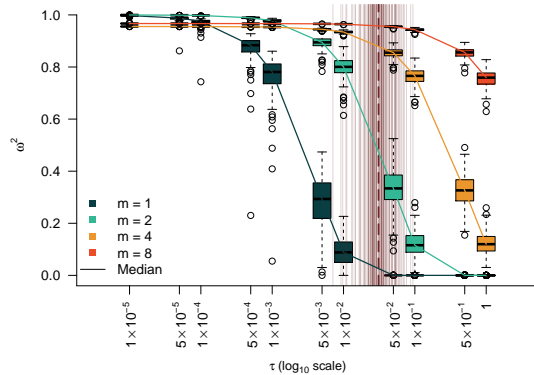 1.0
0.8
0.6
0.4
0.2
0.0
ω²
m = 1
m = 2
m = 4
m = 8
Median
1×10⁻⁵
5×10⁻⁵
1×10⁻⁴
5×10⁻⁴
1×10⁻³
5×10⁻³
1×10⁻²
5×10⁻²
1×10⁻¹
5×10⁻¹
1
τ (log₁₀ scale)